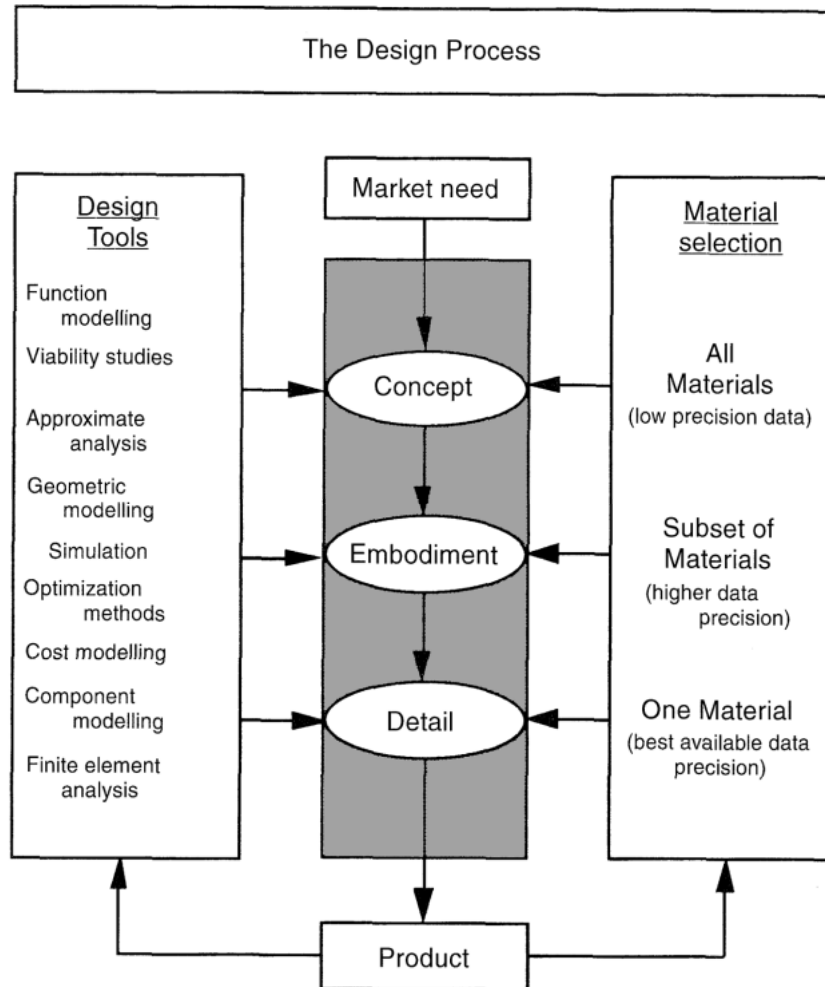 The Design Process
Market need
Design
Tools
Function
modelling
Viability studies
Approximate
analysis
Geometric
modelling
Simulation
Optimization
methods
Cost modelling
Component
modelling
Finite element
analysis
Concept
Embodiment
Detail
Product
Material
selection
All
Materials
(low precision data)
Subset of
Materials
(higher data
precision)
One Material
(best available data
precision)